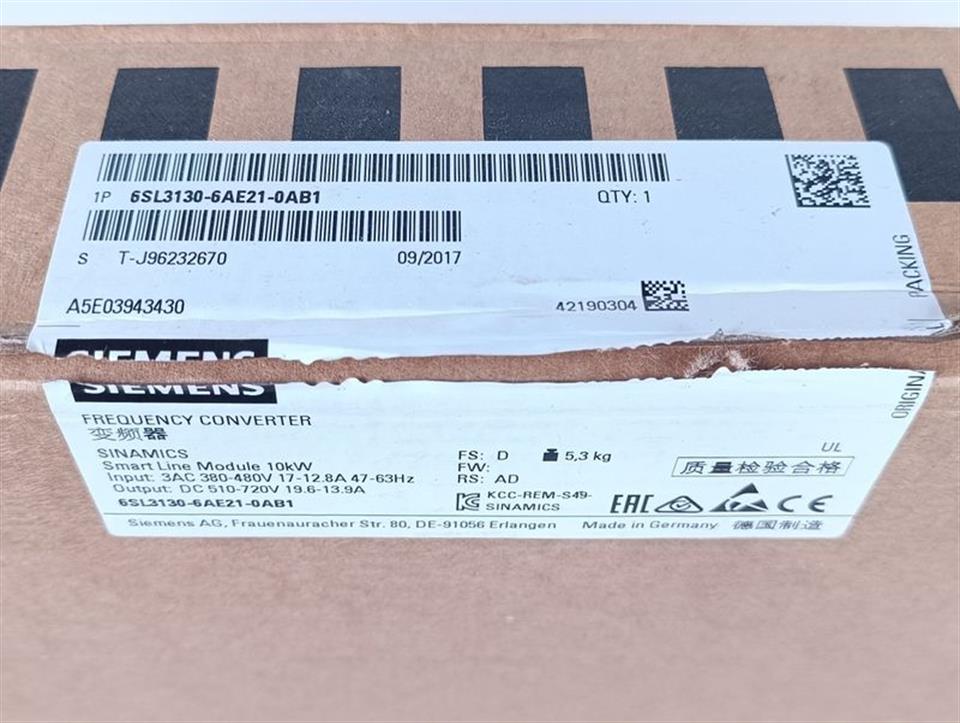 1P 6SL3130-6AE21-0AB1 QTY: 1
S T-J96232670 09/2017
A5E03943430 42190304
ORIGINAL PACKING
SIEMENS
FREQUENCY CONVERTER
变频器
SINAMICS
Smart Line Module 10kW
Input: 3AC 380-480V 17-12.8A 47-63Hz
Output: DC 510-720V 19.6-13.9A
6SL3130-6AE21-0AB1
FS: D 5,3 kg
FW:
RS: AD
KCC-REM-S49-
SINAMICS
UL
质量检验合格
EAC CE
Siemens AG, Frauenauracher Str. 80, DE-91056 Erlangen Made in Germany 德国制造